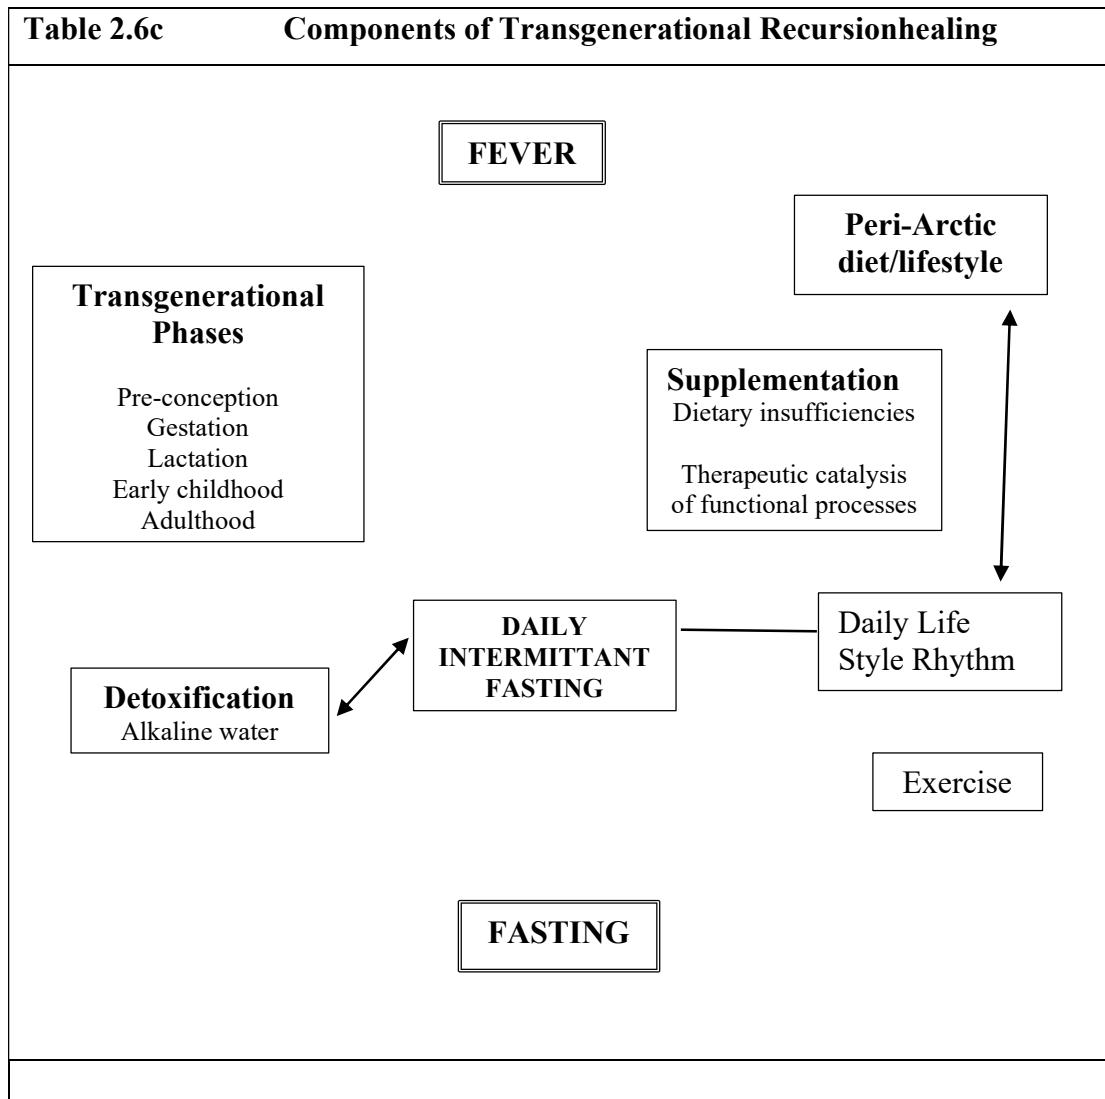 Table 2.6c Components of Transgenerational Recursionhealing
FEVER
Peri-Arctic
diet/lifestyle
Transgenerational
Phases
Pre-conception
Gestation
Lactation
Early childhood
Adulthood
Supplementation
Dietary insufficiencies
Therapeutic catalysis
of functional processes
DAILY
INTERMITTANT
FASTING
Daily Life
Style Rhythm
Detoxification
Alkaline water
Exercise
FASTING